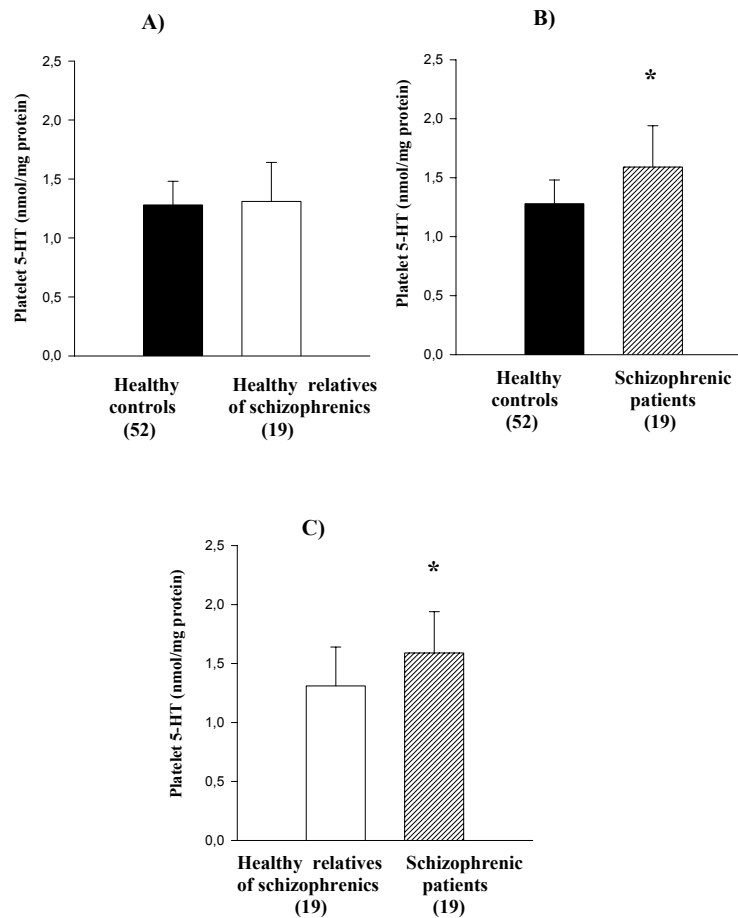 A)
Platelet 5-HT (nmol/mg protein)
2,5
2,0
1,5
1,0
0,5
0,0
Healthy controls (52)
Healthy relatives of schizophrenics (19)
B)
Platelet 5-HT (nmol/mg protein)
2,5
2,0
1,5
1,0
0,5
0,0
*
Healthy
controls
(52)
Schizophrenic
patients
(19)
C)
Platelet 5-HT (nmol/mg protein)
2,5
2,0
1,5
1,0
0,5
0,0
*
Healthy relatives
of schizophrenics
(19)
Schizophrenic
patients
(19)